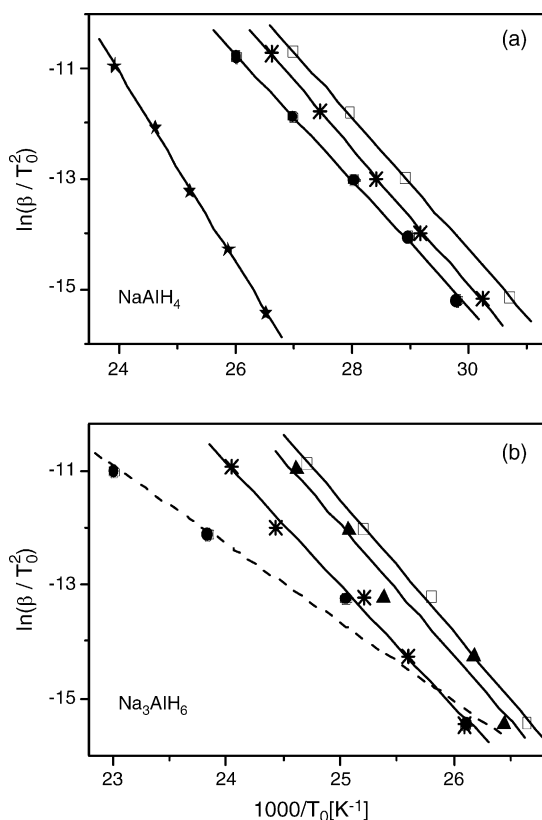 (a)
-11
-13
-15
ln(β / T₀²)
NaAlH₄
24 26 28 30
(b)
-11
-13
-15
ln(β / T₀²)
Na₃AlH₆
23 24 25 26
1000/T₀[K⁻¹]